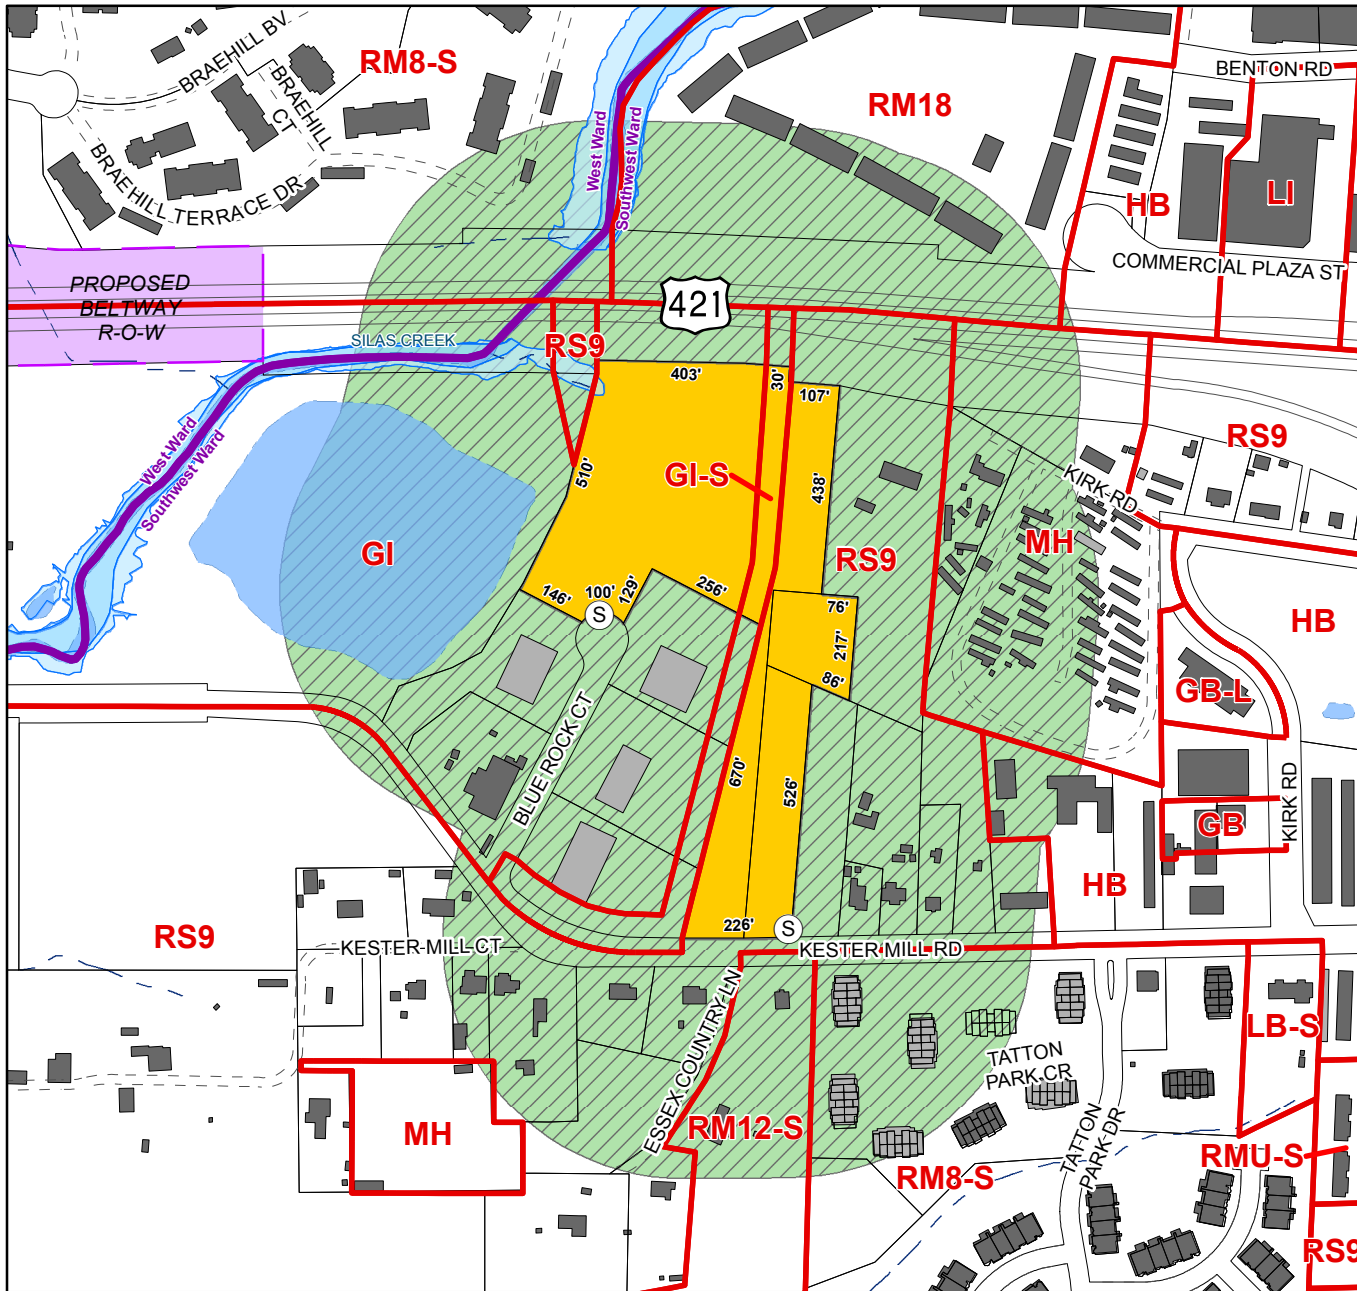 BRAEHILL BV
RM8-S
BRAEHILL
CT
BRAEHILL TERRACE DR
West Ward
Southwest Ward
RM18
BENTON RD
HB
LI
COMMERCIAL PLAZA ST
PROPOSED
BELTWAY
R-O-W
421
SILAS CREEK
RS9
403'
30'
107'
West Ward
Southwest Ward
510'
GI-S
438'
KIRK RD
RS9
GI
RS9
MH
146'
100'
129'
256'
S
76'
217'
86'
HB
GB-L
BLUE ROCK CT
670'
526'
KIRK RD
GB
HB
226'
S
RS9
KESTER MILL CT
KESTER MILL RD
ESSEX COUNTRY LN
TATTON
PARK CR
LB-S
MH
RM12-S
TATTON
PARK DR
RM8-S
RMU-S
RS9